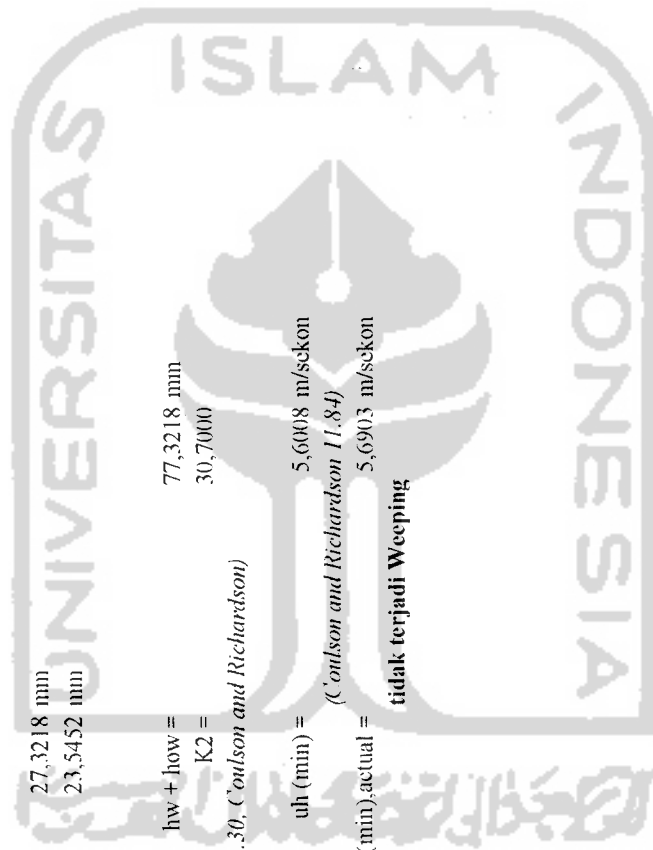 UNIVERSITAS ISLAM INDONESIA
27,3218 mm
23,5452 mm
hw + how = 77,3218 mm
K2 = 30,7000
.30, Coulson and Richardson)
uh (min) = 5,6008 m/sekon
(Coulson and Richardson 11.84)
(min),actual = 5,6903 m/sekon
tidak terjadi Weeping